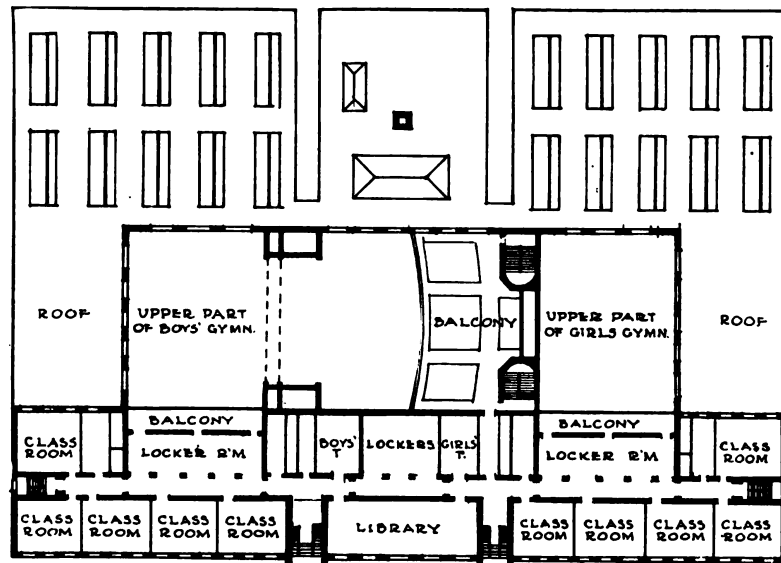 ROOF
UPPER PART
OF BOYS' GYMN.
BALCONY
UPPER PART
OF GIRLS GYMN.
ROOF
BALCONY
BALCONY
CLASS
ROOM
LOCKER R'M
BOYS'
T.
LOCKERS
GIRLS'
T.
LOCKER R'M
CLASS
ROOM
CLASS
ROOM
CLASS
ROOM
CLASS
ROOM
CLASS
ROOM
LIBRARY
CLASS
ROOM
CLASS
ROOM
CLASS
ROOM
CLASS
ROOM